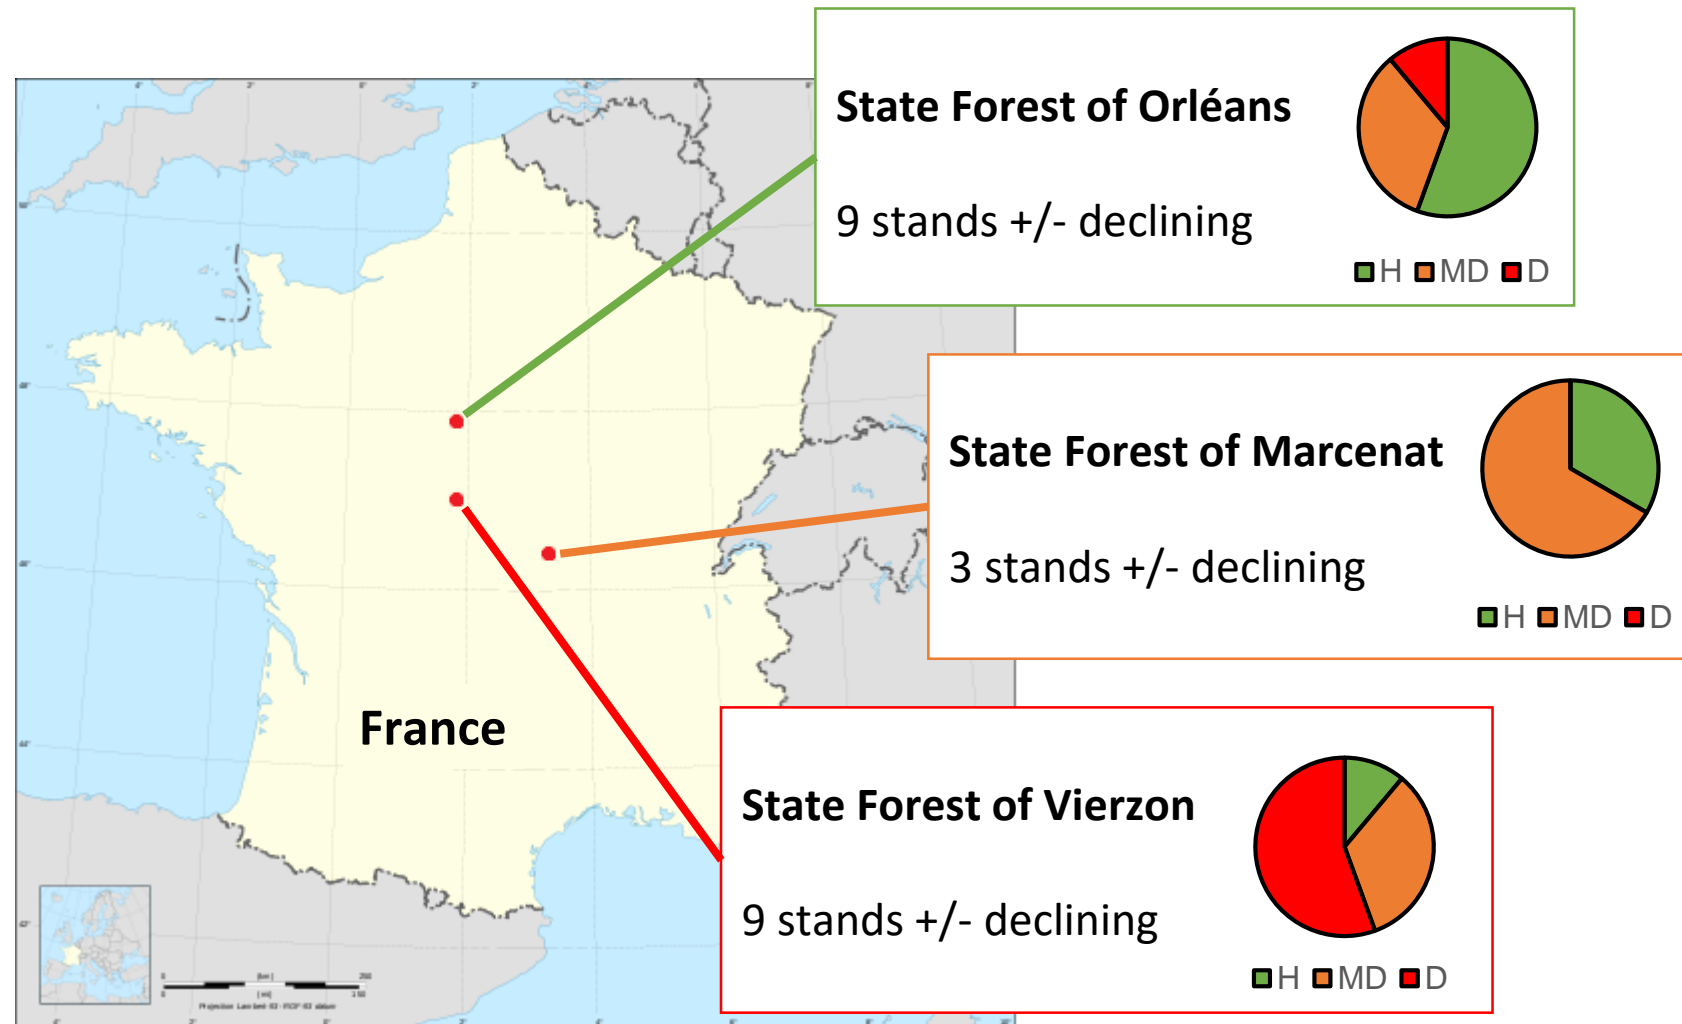 State Forest of Orléans
9 stands +/- declining
H MD D
State Forest of Marcenat
3 stands +/- declining
H MD D
France
State Forest of Vierzon
9 stands +/- declining
H MD D